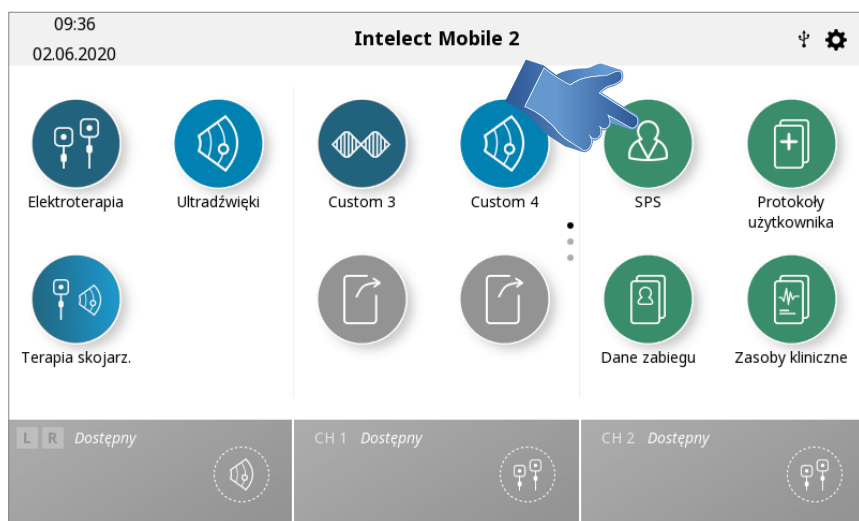 09:36
02.06.2020
Intelect Mobile 2
Elektroterapia
Ultradźwięki
Custom 3
Custom 4
SPS
Protokoły
użytkownika
Terapia skojarz.
Dane zabiegu
Zasoby kliniczne
L R Dostępny
CH 1 Dostępny
CH 2 Dostępny